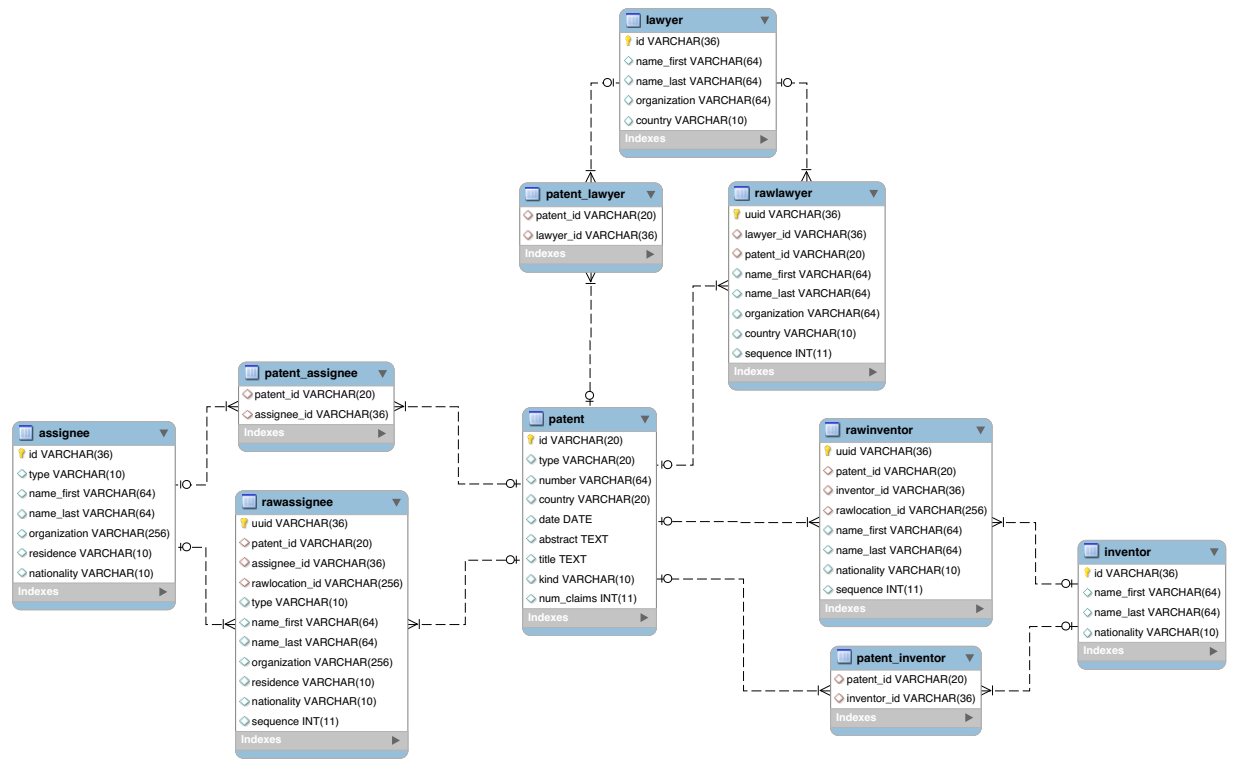 lawyer
id VARCHAR(36)
name_first VARCHAR(64)
name_last VARCHAR(64)
organization VARCHAR(64)
country VARCHAR(10)
Indexes
patent_lawyer
patent_id VARCHAR(20)
lawyer_id VARCHAR(36)
Indexes
rawlawyer
uuid VARCHAR(36)
lawyer_id VARCHAR(36)
patent_id VARCHAR(20)
name_first VARCHAR(64)
name_last VARCHAR(64)
organization VARCHAR(64)
country VARCHAR(10)
sequence INT(11)
Indexes
patent_assignee
patent_id VARCHAR(20)
assignee_id VARCHAR(36)
Indexes
assignee
id VARCHAR(36)
type VARCHAR(10)
name_first VARCHAR(64)
name_last VARCHAR(64)
organization VARCHAR(256)
residence VARCHAR(10)
nationality VARCHAR(10)
Indexes
rawassignee
uuid VARCHAR(36)
patent_id VARCHAR(20)
assignee_id VARCHAR(36)
rawlocation_id VARCHAR(256)
type VARCHAR(10)
name_first VARCHAR(64)
name_last VARCHAR(64)
organization VARCHAR(256)
residence VARCHAR(10)
nationality VARCHAR(10)
sequence INT(11)
Indexes
patent
id VARCHAR(20)
type VARCHAR(20)
number VARCHAR(64)
country VARCHAR(20)
date DATE
abstract TEXT
title TEXT
kind VARCHAR(10)
num_claims INT(11)
Indexes
rawinventor
uuid VARCHAR(36)
patent_id VARCHAR(20)
inventor_id VARCHAR(36)
rawlocation_id VARCHAR(256)
name_first VARCHAR(64)
name_last VARCHAR(64)
nationality VARCHAR(10)
sequence INT(11)
Indexes
inventor
id VARCHAR(36)
name_first VARCHAR(64)
name_last VARCHAR(64)
nationality VARCHAR(10)
Indexes
patent_inventor
patent_id VARCHAR(20)
inventor_id VARCHAR(36)
Indexes